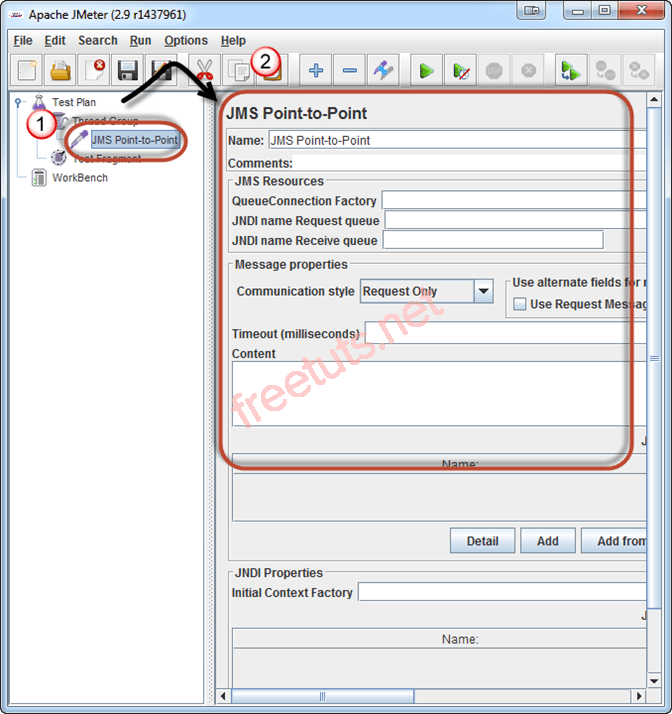 Apache JMeter (2.9 r1437961)
File Edit Search Run Options Help
2
Test Plan
1
Thread Group
JMS Point-to-Point
Test Fragment
WorkBench
JMS Point-to-Point
Name: JMS Point-to-Point
Comments:
JMS Resources
QueueConnection Factory
JNDI name Request queue
JNDI name Receive queue
Message properties
Communication style Request Only
Use alternate fields for
Use Request Messag
Timeout (milliseconds)
Content
freetuts.net
J
Name:
Detail Add Add from
JNDI Properties
Initial Context Factory
J
Name: